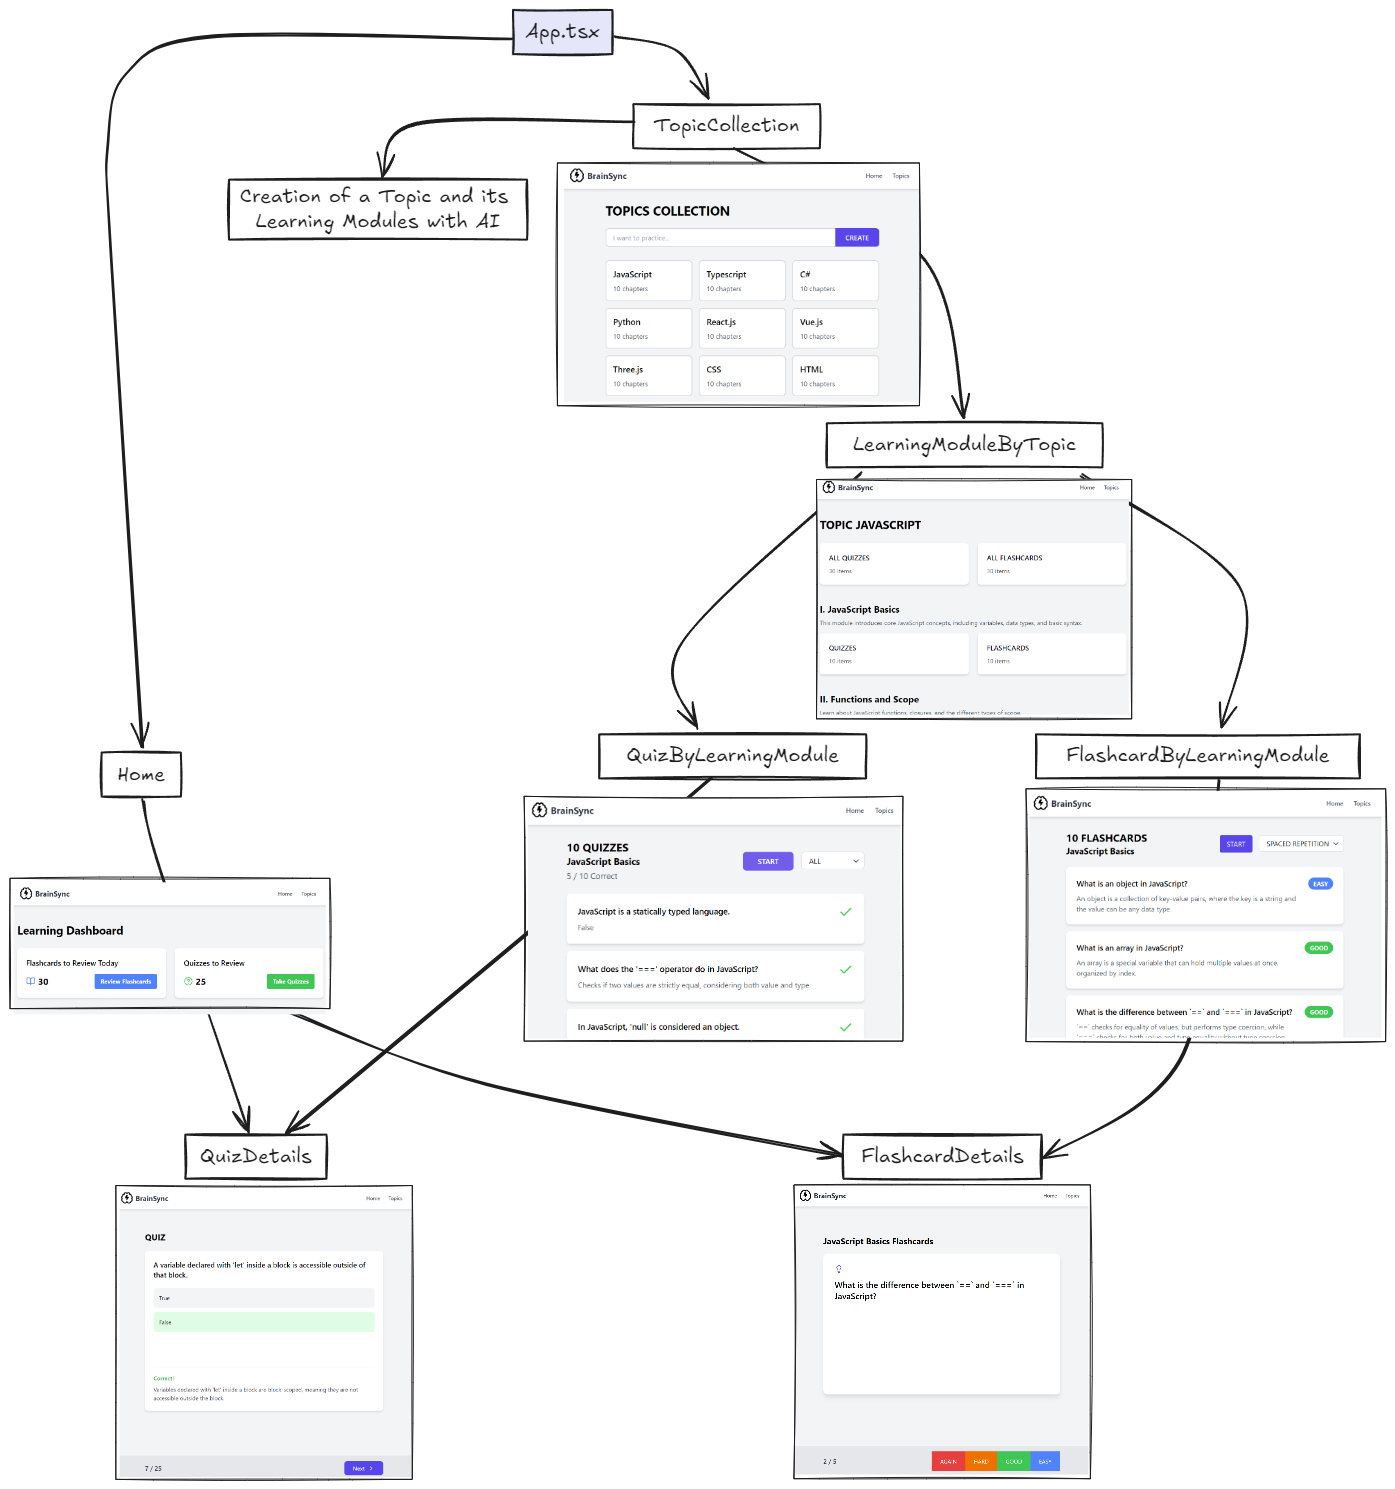 App.tsx
TopicCollection
Creation of a Topic and its
Learning Modules with AI
BrainSync
Home Topics
TOPICS COLLECTION
I want to practice...
CREATE
JavaScript
10 chapters
Typescript
10 chapters
C#
10 chapters
Python
10 chapters
React.js
10 chapters
Vue.js
10 chapters
Three.js
10 chapters
CSS
10 chapters
HTML
10 chapters
LearningModuleByTopic
BrainSync
Home Topics
TOPIC JAVASCRIPT
ALL QUIZZES
30 items
ALL FLASHCARDS
30 items
I. JavaScript Basics
This module introduces core JavaScript concepts, including variables, data types, and basic syntax.
QUIZZES
10 items
FLASHCARDS
10 items
II. Functions and Scope
Learn about JavaScript functions, closures, and the different types of scope.
Home
BrainSync
Home Topics
Learning Dashboard
Flashcards to Review Today
30
Review Flashcards
Quizzes to Review
25
Take Quizzes
QuizByLearningModule
BrainSync
Home Topics
10 QUIZZES
JavaScript Basics
5 / 10 Correct
START
ALL
JavaScript is a statically typed language.
False
What does the '===' operator do in JavaScript?
Checks if two values are strictly equal, considering both value and type
In JavaScript, 'null' is considered an object.
FlashcardByLearningModule
BrainSync
Home Topics
10 FLASHCARDS
JavaScript Basics
START
SPACED REPETITION
What is an object in JavaScript?
EASY
An object is a collection of key-value pairs, where the key is a string and
the value can be any data type.
What is an array in JavaScript?
GOOD
An array is a special variable that can hold multiple values at once,
organized by index.
What is the difference between `==` and `===` in JavaScript?
GOOD
`==` checks for equality of values, but performs type coercion, while
`===` checks for both value and type equality without type coercion.
QuizDetails
BrainSync
Home Topics
QUIZ
A variable declared with 'let' inside a block is accessible outside of
that block.
True
False
Correct!
Variables declared with 'let' inside a block are block-scoped, meaning they are not
accessible outside the block.
7 / 25
Next
FlashcardDetails
BrainSync
Home Topics
JavaScript Basics Flashcards
What is the difference between `==` and `===` in
JavaScript?
2 / 5
AGAIN
HARD
GOOD
EASY